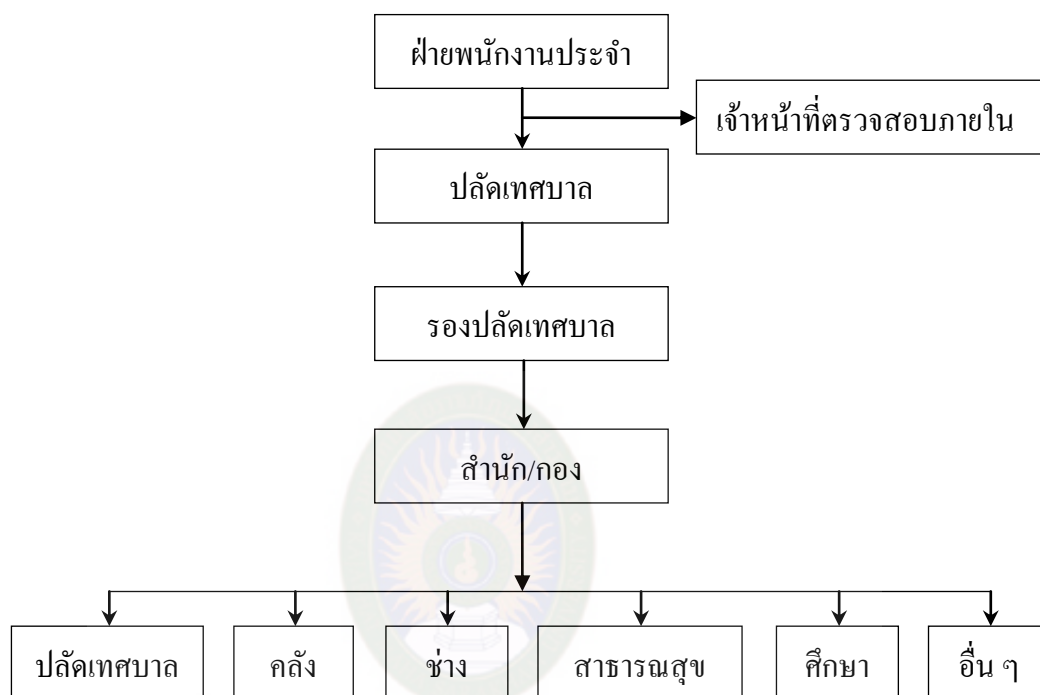 ฝ่ายพนักงานประจำ
เจ้าหน้าที่ตรวจสอบภายใน
ปลัดเทศบาล
รองปลัดเทศบาล
สำนัก/กอง
ปลัดเทศบาล
คลัง
ช่าง
สาธารณสุข
ศึกษา
อื่น ๆ